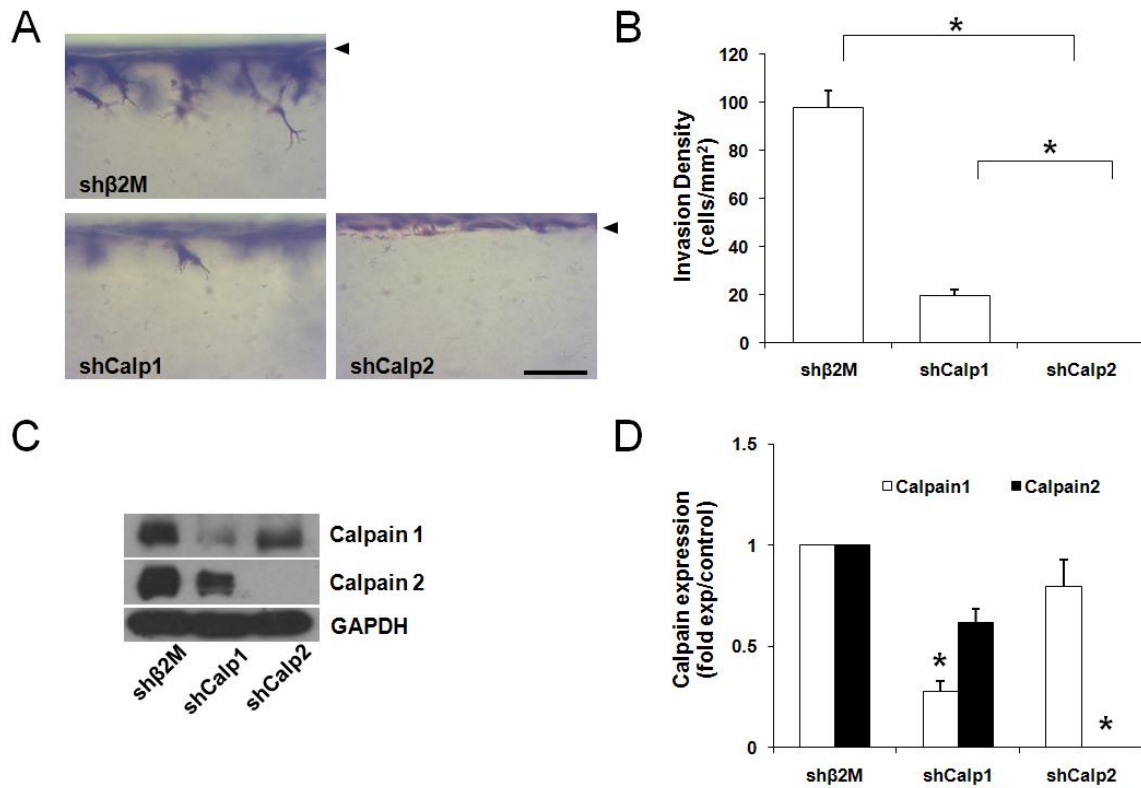 A
shβ2M
shCalp1
shCalp2
B
Invasion Density
(cells/mm²)
120
100
80
60
40
20
0
*
*
shβ2M
shCalp1
shCalp2
C
Calpain 1
Calpain 2
GAPDH
shβ2M
shCalp1
shCalp2
D
Calpain expression
(fold exp/control)
1.5
1
0.5
0
Calpain1
Calpain2
*
*
shβ2M
shCalp1
shCalp2